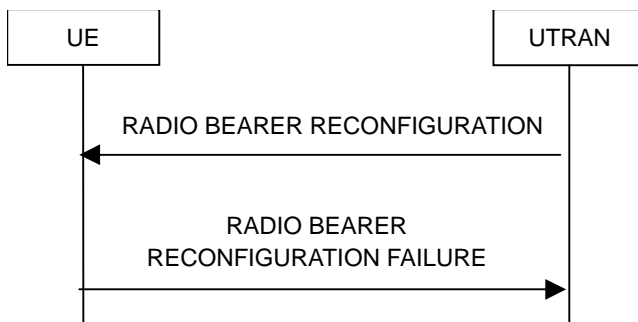 UE
UTRAN
RADIO BEARER RECONFIGURATION
RADIO BEARER
RECONFIGURATION FAILURE